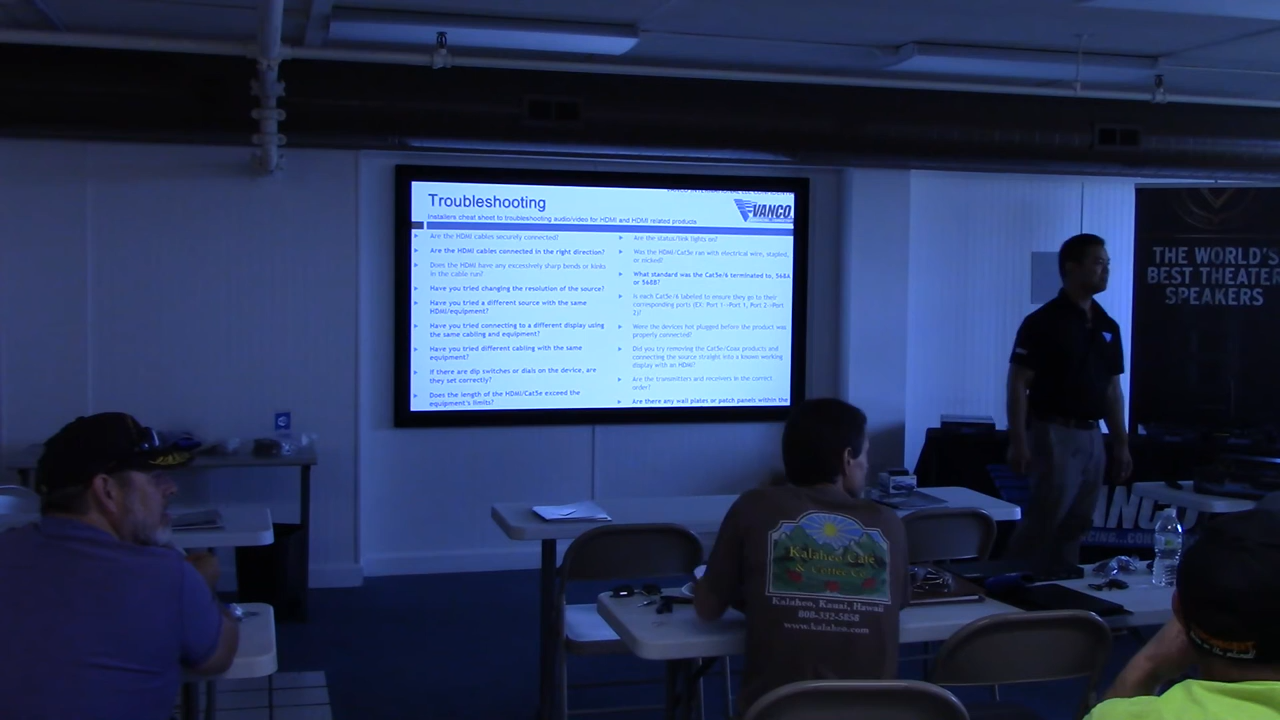 Troubleshooting
VANCO
Installers cheat sheet to troubleshooting audio/video for HDMI and HDMI related products
Are the HDMI cables securely connected?
Are the HDMI cables connected in the right direction?
Does the HDMI have any excessively sharp bends or kinks
in the cable run?
Have you tried changing the resolution of the source?
Have you tried a different source with the same
HDMI/equipment?
Have you tried connecting to a different display using
the same cabling and equipment?
Have you tried different cabling with the same
equipment?
If there are dip switches or dials on the device, are
they set correctly?
Does the length of the HDMI/Cat5e exceed the
equipment's limits?
Are the status/link lights on?
Was the HDMI/Cat5e ran with electrical wire, stapled,
or nicked?
What standard was the Cat5e/6 terminated to, 568A
or 568B?
Is each Cat5e/6 labeled to ensure they go to their
corresponding ports (EX: Port 1->Port 1, Port 2->Port
2)?
Were the devices hot plugged before the product was
properly connected?
Did you try removing the Cat5e/Coax products and
connecting the source straight into a known working
display with an HDMI?
Are the transmitters and receivers in the correct
order?
Are there any wall plates or patch panels within the
THE WORLD'S
BEST THEATER
SPEAKERS
Kalaheo Cafe
& Coffee Co
Kalaheo, Kauai, Hawaii
808-332-5858
www.kalaheo.com